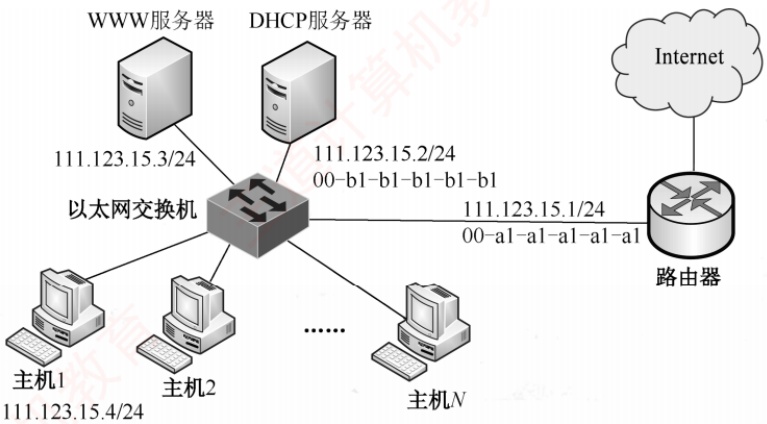 WWW服务器
DHCP服务器
Internet
111.123.15.3/24
111.123.15.2/24
00-b1-b1-b1-b1-b1
以太网交换机
111.123.15.1/24
00-a1-a1-a1-a1-a1
路由器
......
主机1
主机2
主机N
111.123.15.4/24